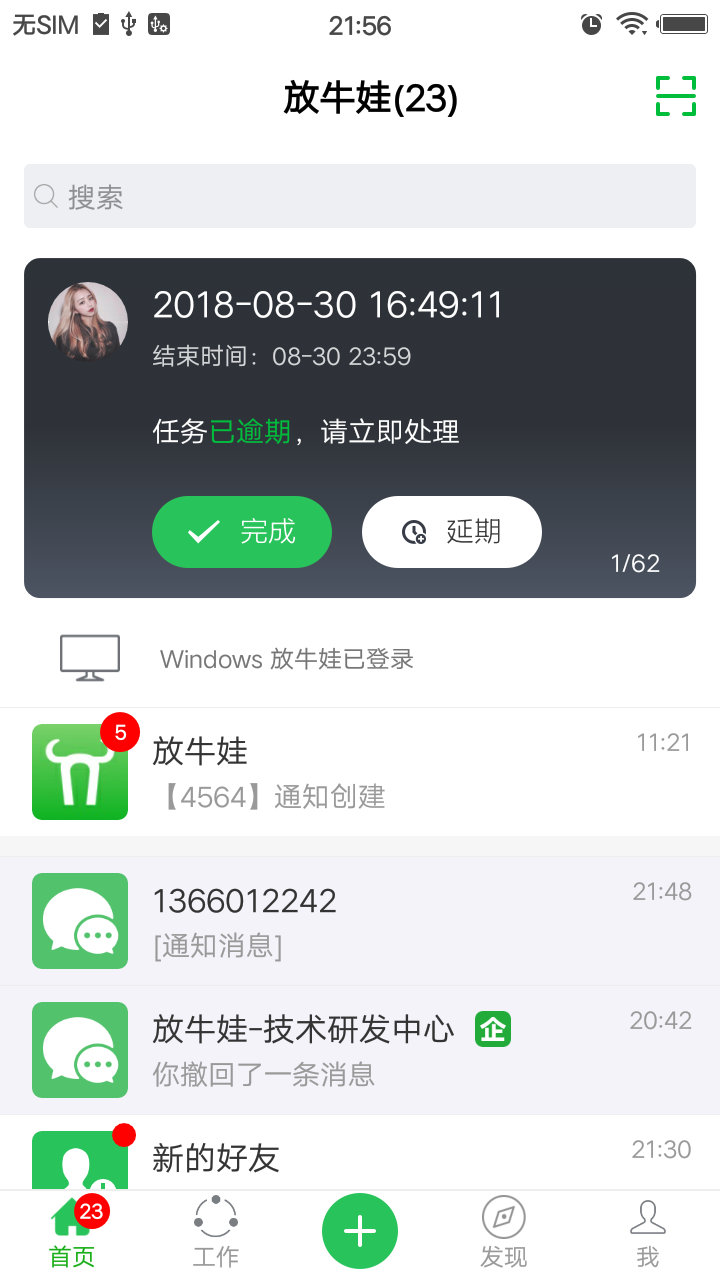 无SIM 21:56
放牛娃(23)
搜索
2018-08-30 16:49:11
结束时间：08-30 23:59
任务已逾期，请立即处理
完成 延期
1/62
Windows 放牛娃已登录
5
放牛娃 11:21
【4564】通知创建
1366012242 21:48
[通知消息]
放牛娃-技术研发中心 企 20:42
你撤回了一条消息
新的好友 21:30
23
首页 工作 发现 我